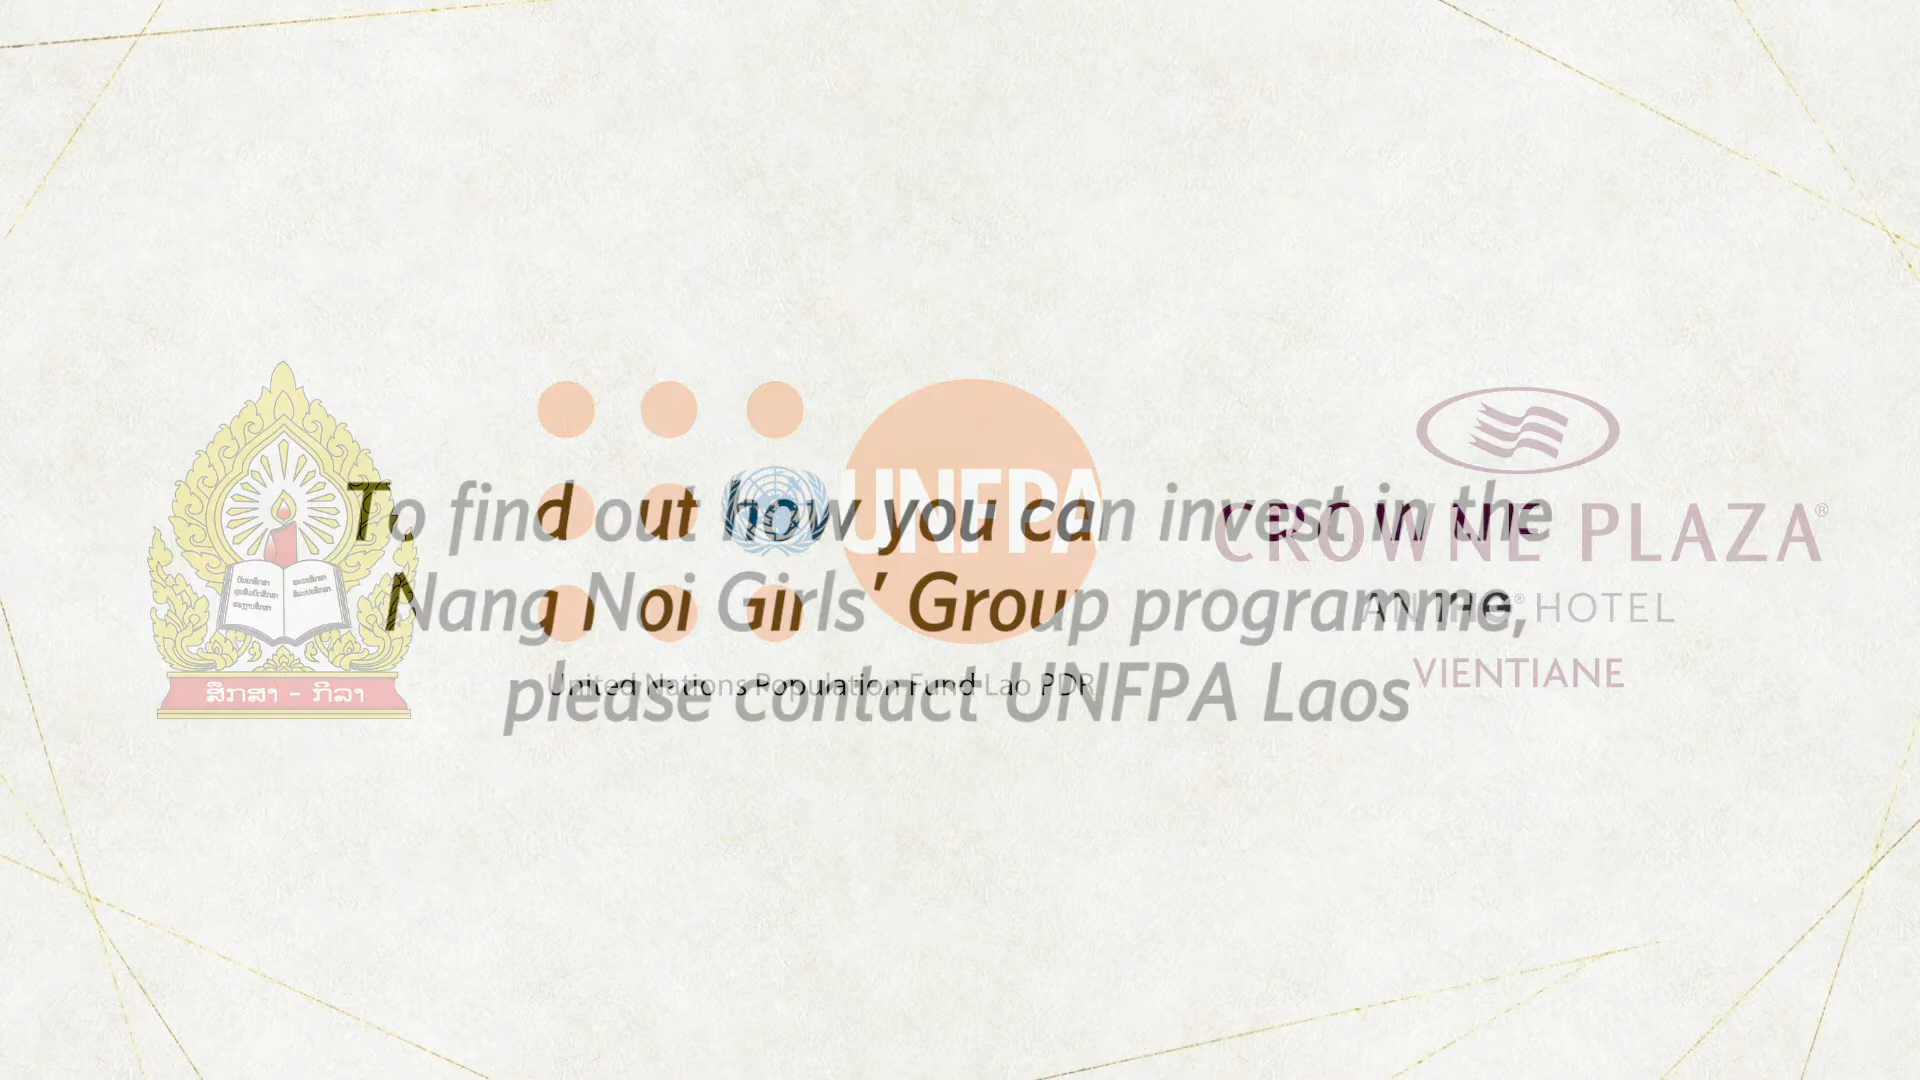 To find out how you can invest in the
Nang Noi Girls’ Group programme,
please contact UNFPA Laos
ສຶກສາ - ກິລາ
UNFPA
United Nations Population Fund Lao PDR
CROWNE PLAZA®
AN IHG® HOTEL
VIENTIANE